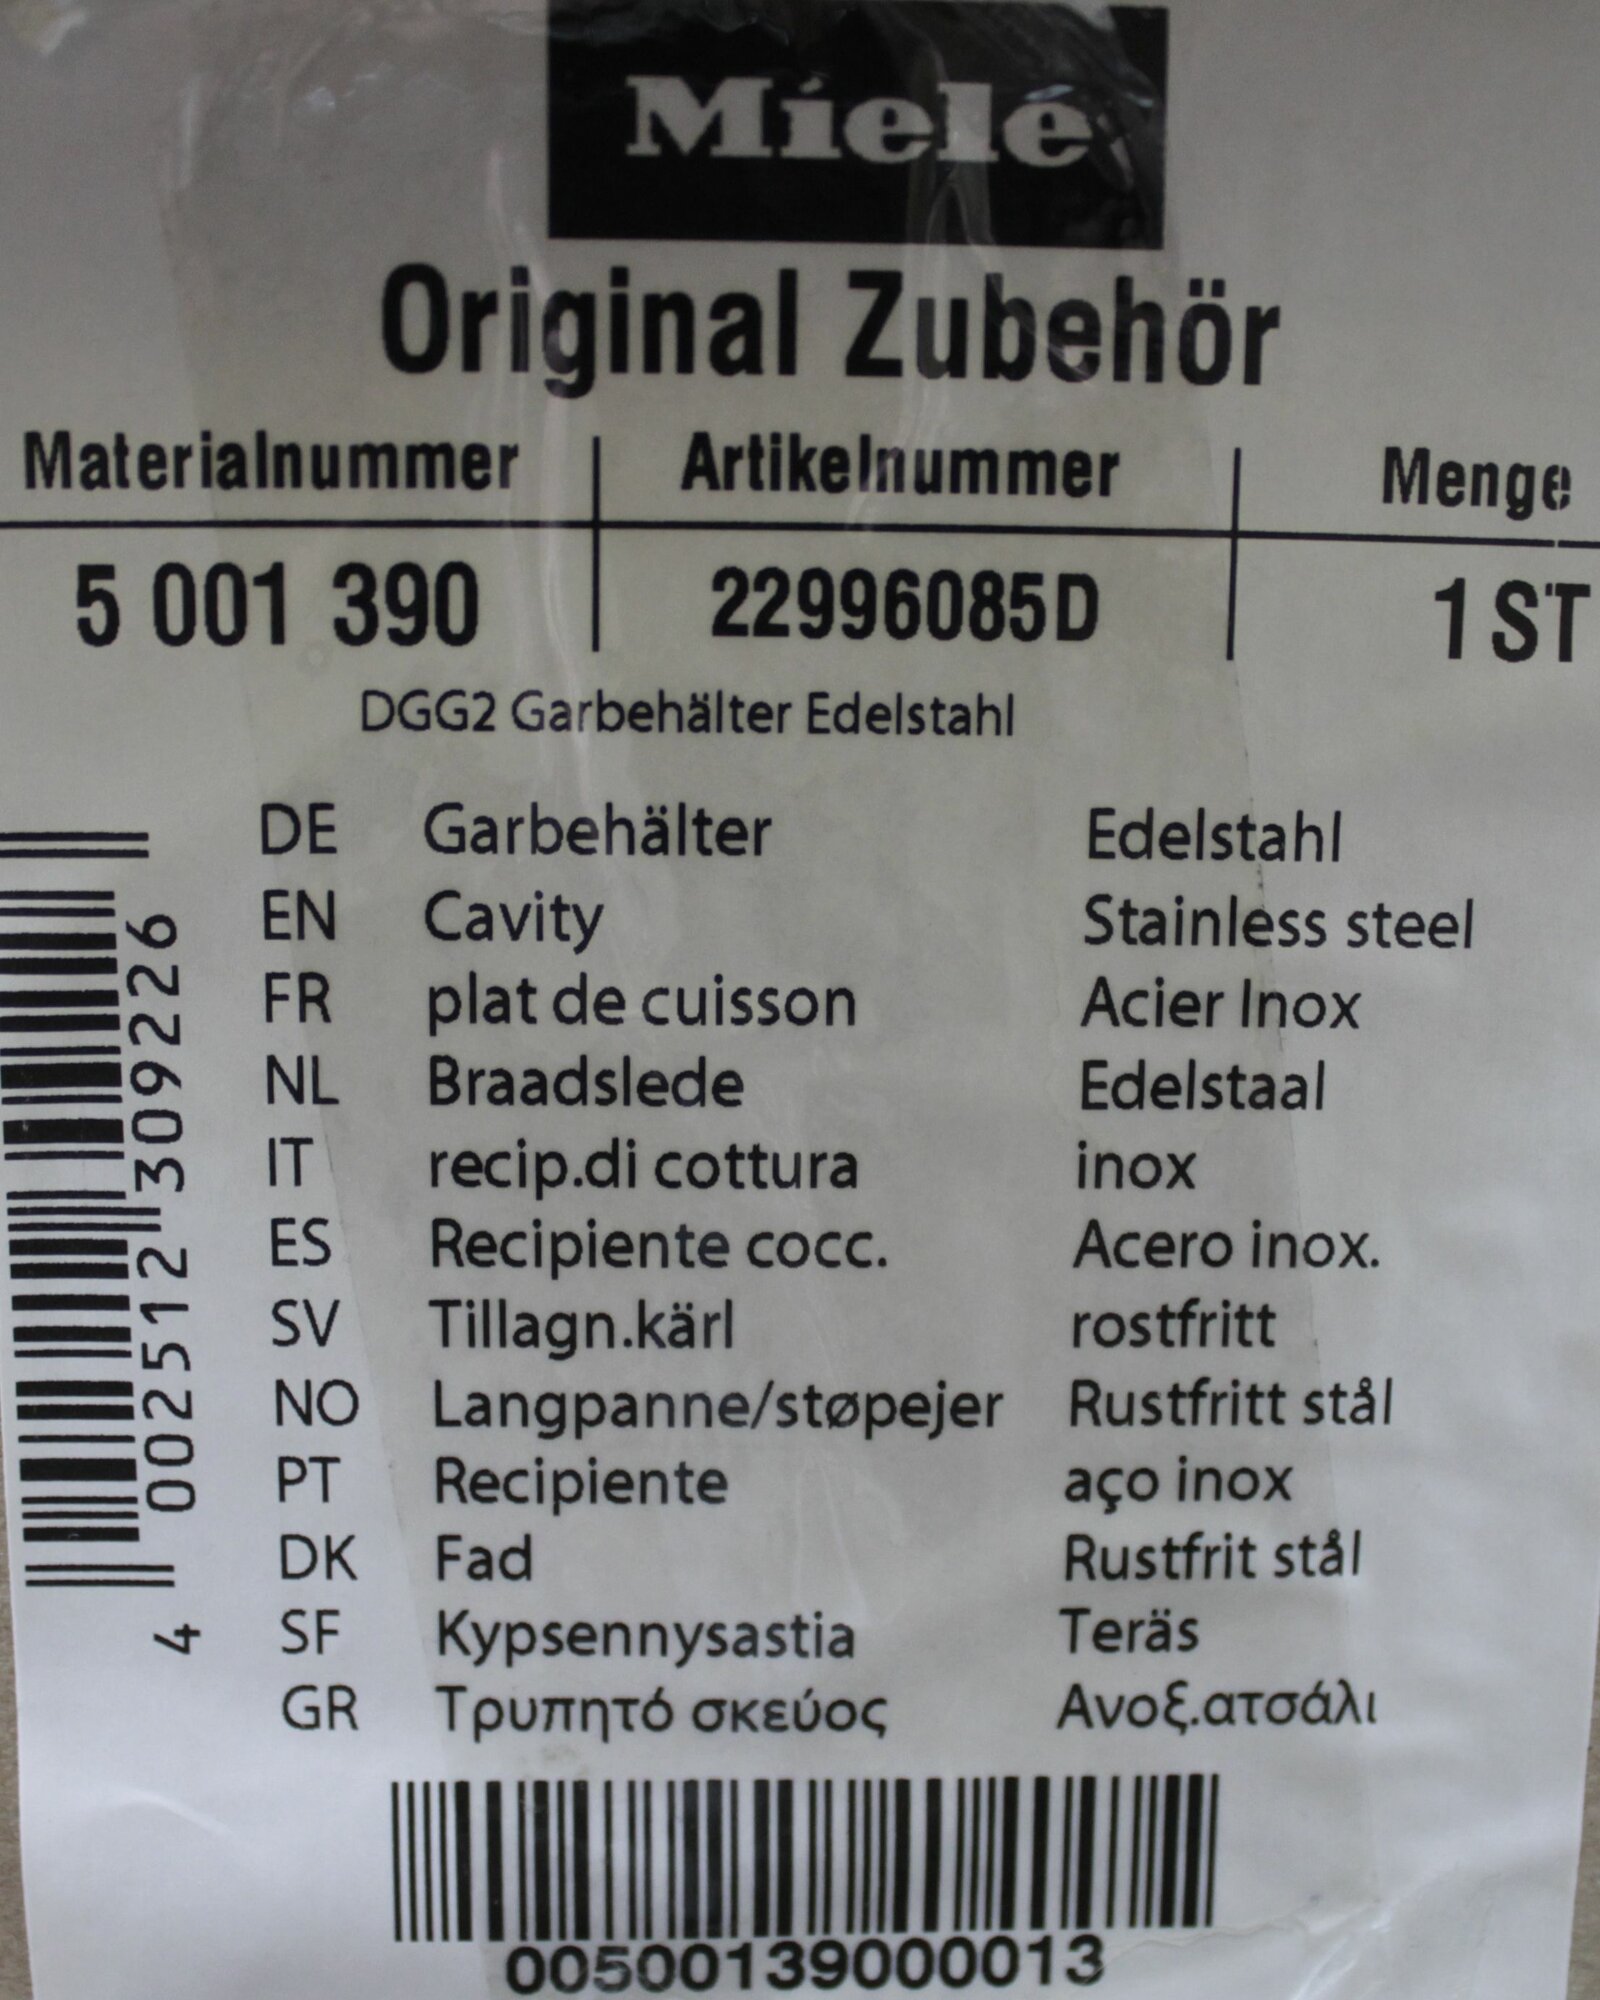 Miele
Original Zubehör
Materialnummer Artikelnummer Menge
5 001 390 22996085D 1 ST
DGG2 Garbehälter Edelstahl
DE Garbehälter Edelstahl
EN Cavity Stainless steel
FR plat de cuisson Acier Inox
NL Braadslede Edelstaal
IT recip.di cottura inox
ES Recipiente cocc. Acero inox.
SV Tillagn.kärl rostfritt
NO Langpanne/støpejer Rustfritt stål
PT Recipiente aço inox
DK Fad Rustfrit stål
SF Kypsennysastia Teräs
GR Τρυπητό σκεύος Ανοξ.ατσάλι
4 002512 309226
00500139000013